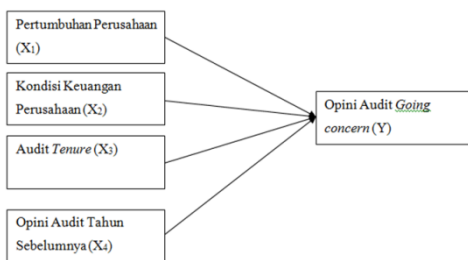 Pertumbuhan Perusahaan
(X₁)
Kondisi Keuangan
Perusahaan (X₂)
Audit Tenure (X₃)
Opini Audit Tahun
Sebelumnya (X₄)
Opini Audit Going
concern (Y)